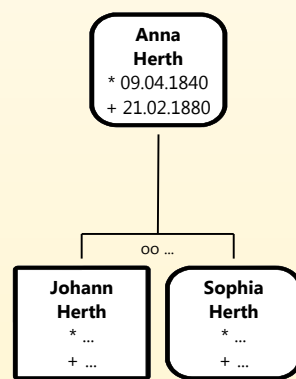 Anna
Herth
* 09.04.1840
+ 21.02.1880
oo ...
Johann
Herth
* ...
+ ...
Sophia
Herth
* ...
+ ...